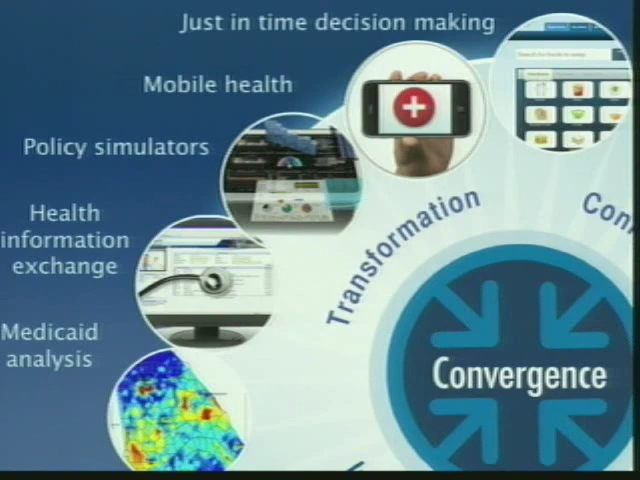 Just in time decision making
Mobile health
Policy simulators
Health
information
exchange
Medicaid
analysis
Transformation
Convergence